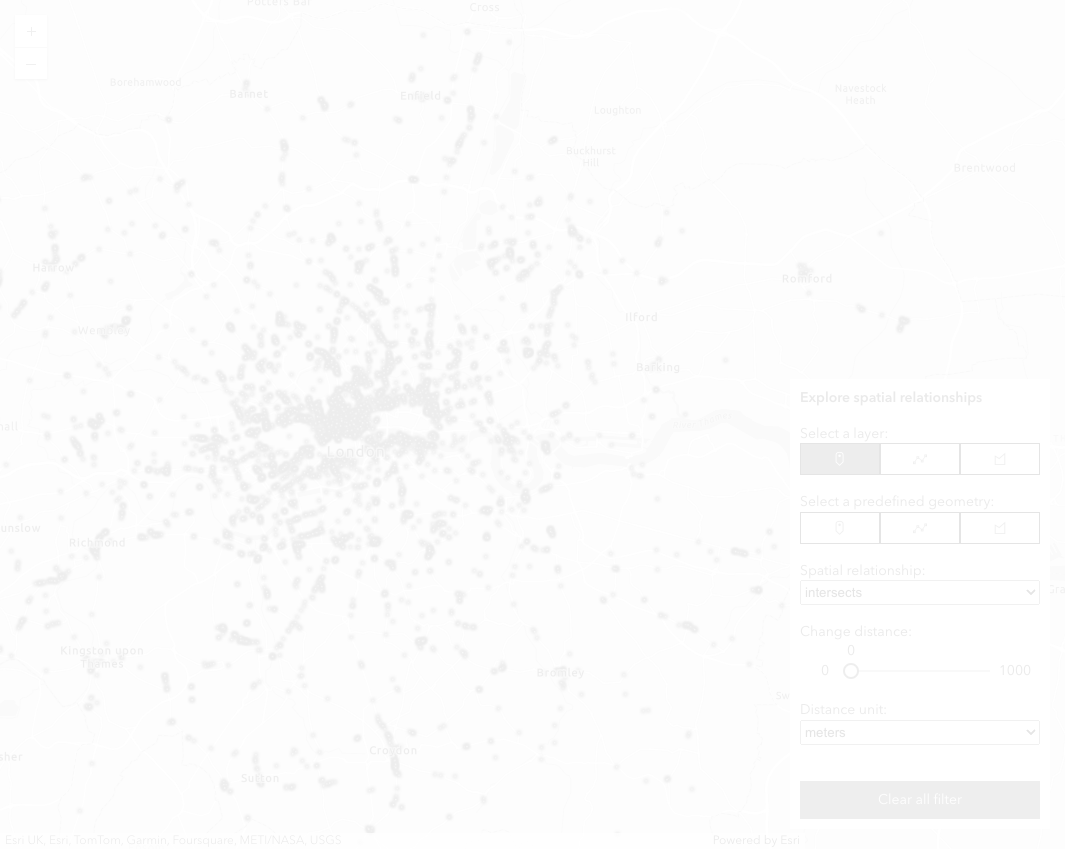 Potters Bar
Cross
+
−
Borehamwood
Barnet
Enfield
Loughton
Navestock
Heath
Buckhurst
Hill
Brentwood
Harrow
Romford
Wembley
Ilford
Barking
London
Richmond
Kingston upon
Thames
Bromley
Croydon
Sutton
Explore spatial relationships
Select a layer:
Select a predefined geometry:
Spatial relationship:
intersects
Change distance:
0
0
1000
Distance unit:
meters
Clear all filter
Esri UK, Esri, TomTom, Garmin, Foursquare, METI/NASA, USGS
Powered by Esri